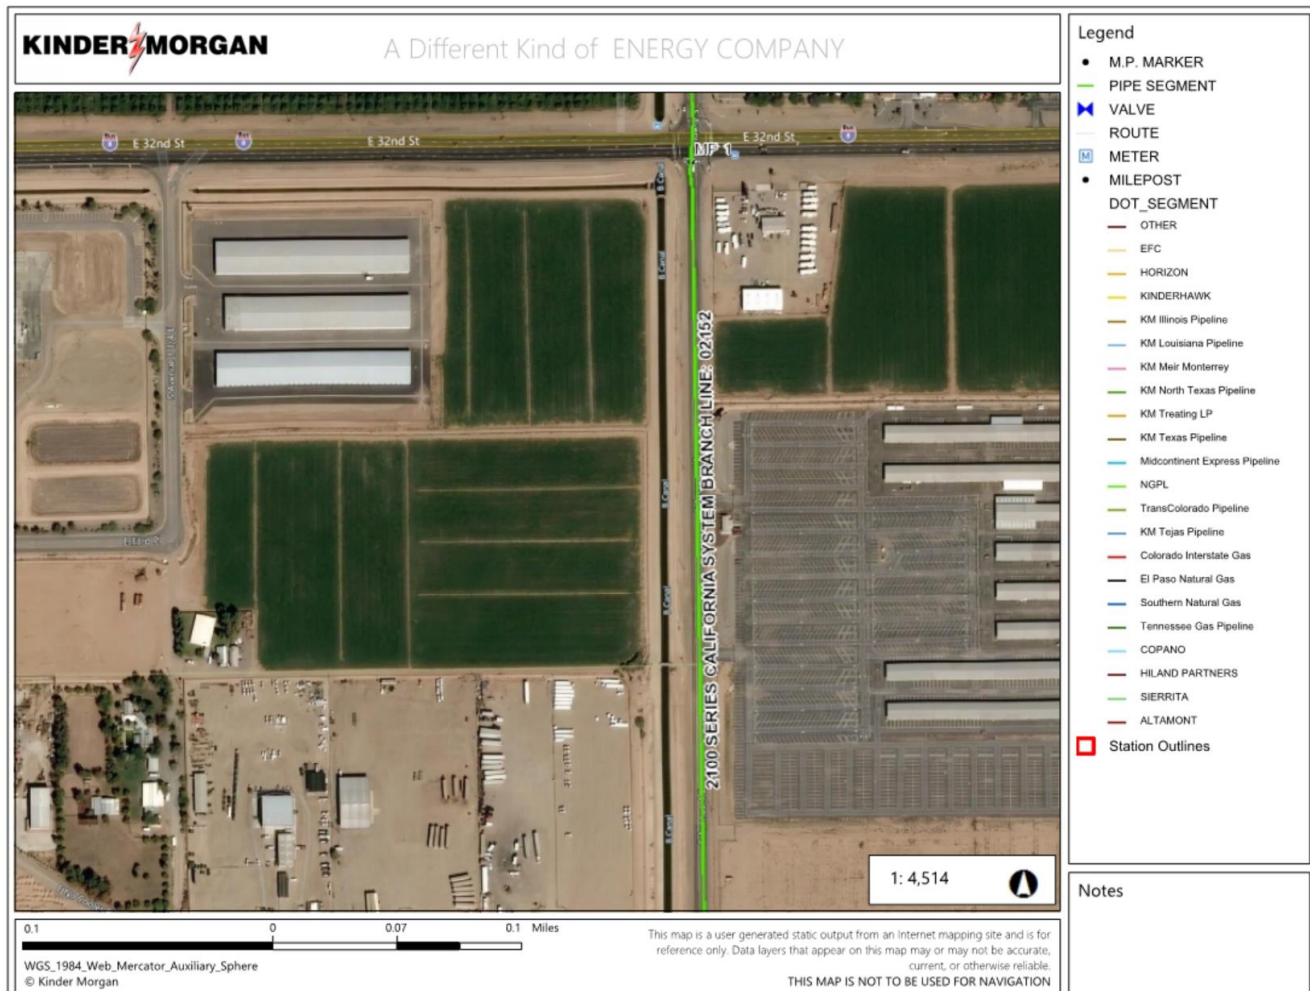 KINDER MORGAN
A Different Kind of ENERGY COMPANY
E 32nd St
E 32nd St
E 32nd St
MP 1
B Canal
B Canal
B Canal
B Canal
B Canal
2100 SERIES CALIFORNIA SYSTEM BRANCH LINE: 02152
1: 4,514
Legend
M.P. MARKER
PIPE SEGMENT
VALVE
ROUTE
M METER
MILEPOST
DOT_SEGMENT
OTHER
EFC
HORIZON
KINDERHAWK
KM Illinois Pipeline
KM Louisiana Pipeline
KM Meir Monterrey
KM North Texas Pipeline
KM Treating LP
KM Texas Pipeline
Midcontinent Express Pipeline
NGPL
TransColorado Pipeline
KM Tejas Pipeline
Colorado Interstate Gas
El Paso Natural Gas
Southern Natural Gas
Tennessee Gas Pipeline
COPANO
HILAND PARTNERS
SIERRITA
ALTAMONT
Station Outlines
Notes
0.1 0 0.07 0.1 Miles
WGS_1984_Web_Mercator_Auxiliary_Sphere
© Kinder Morgan
This map is a user generated static output from an Internet mapping site and is for
reference only. Data layers that appear on this map may or may not be accurate,
current, or otherwise reliable.
THIS MAP IS NOT TO BE USED FOR NAVIGATION